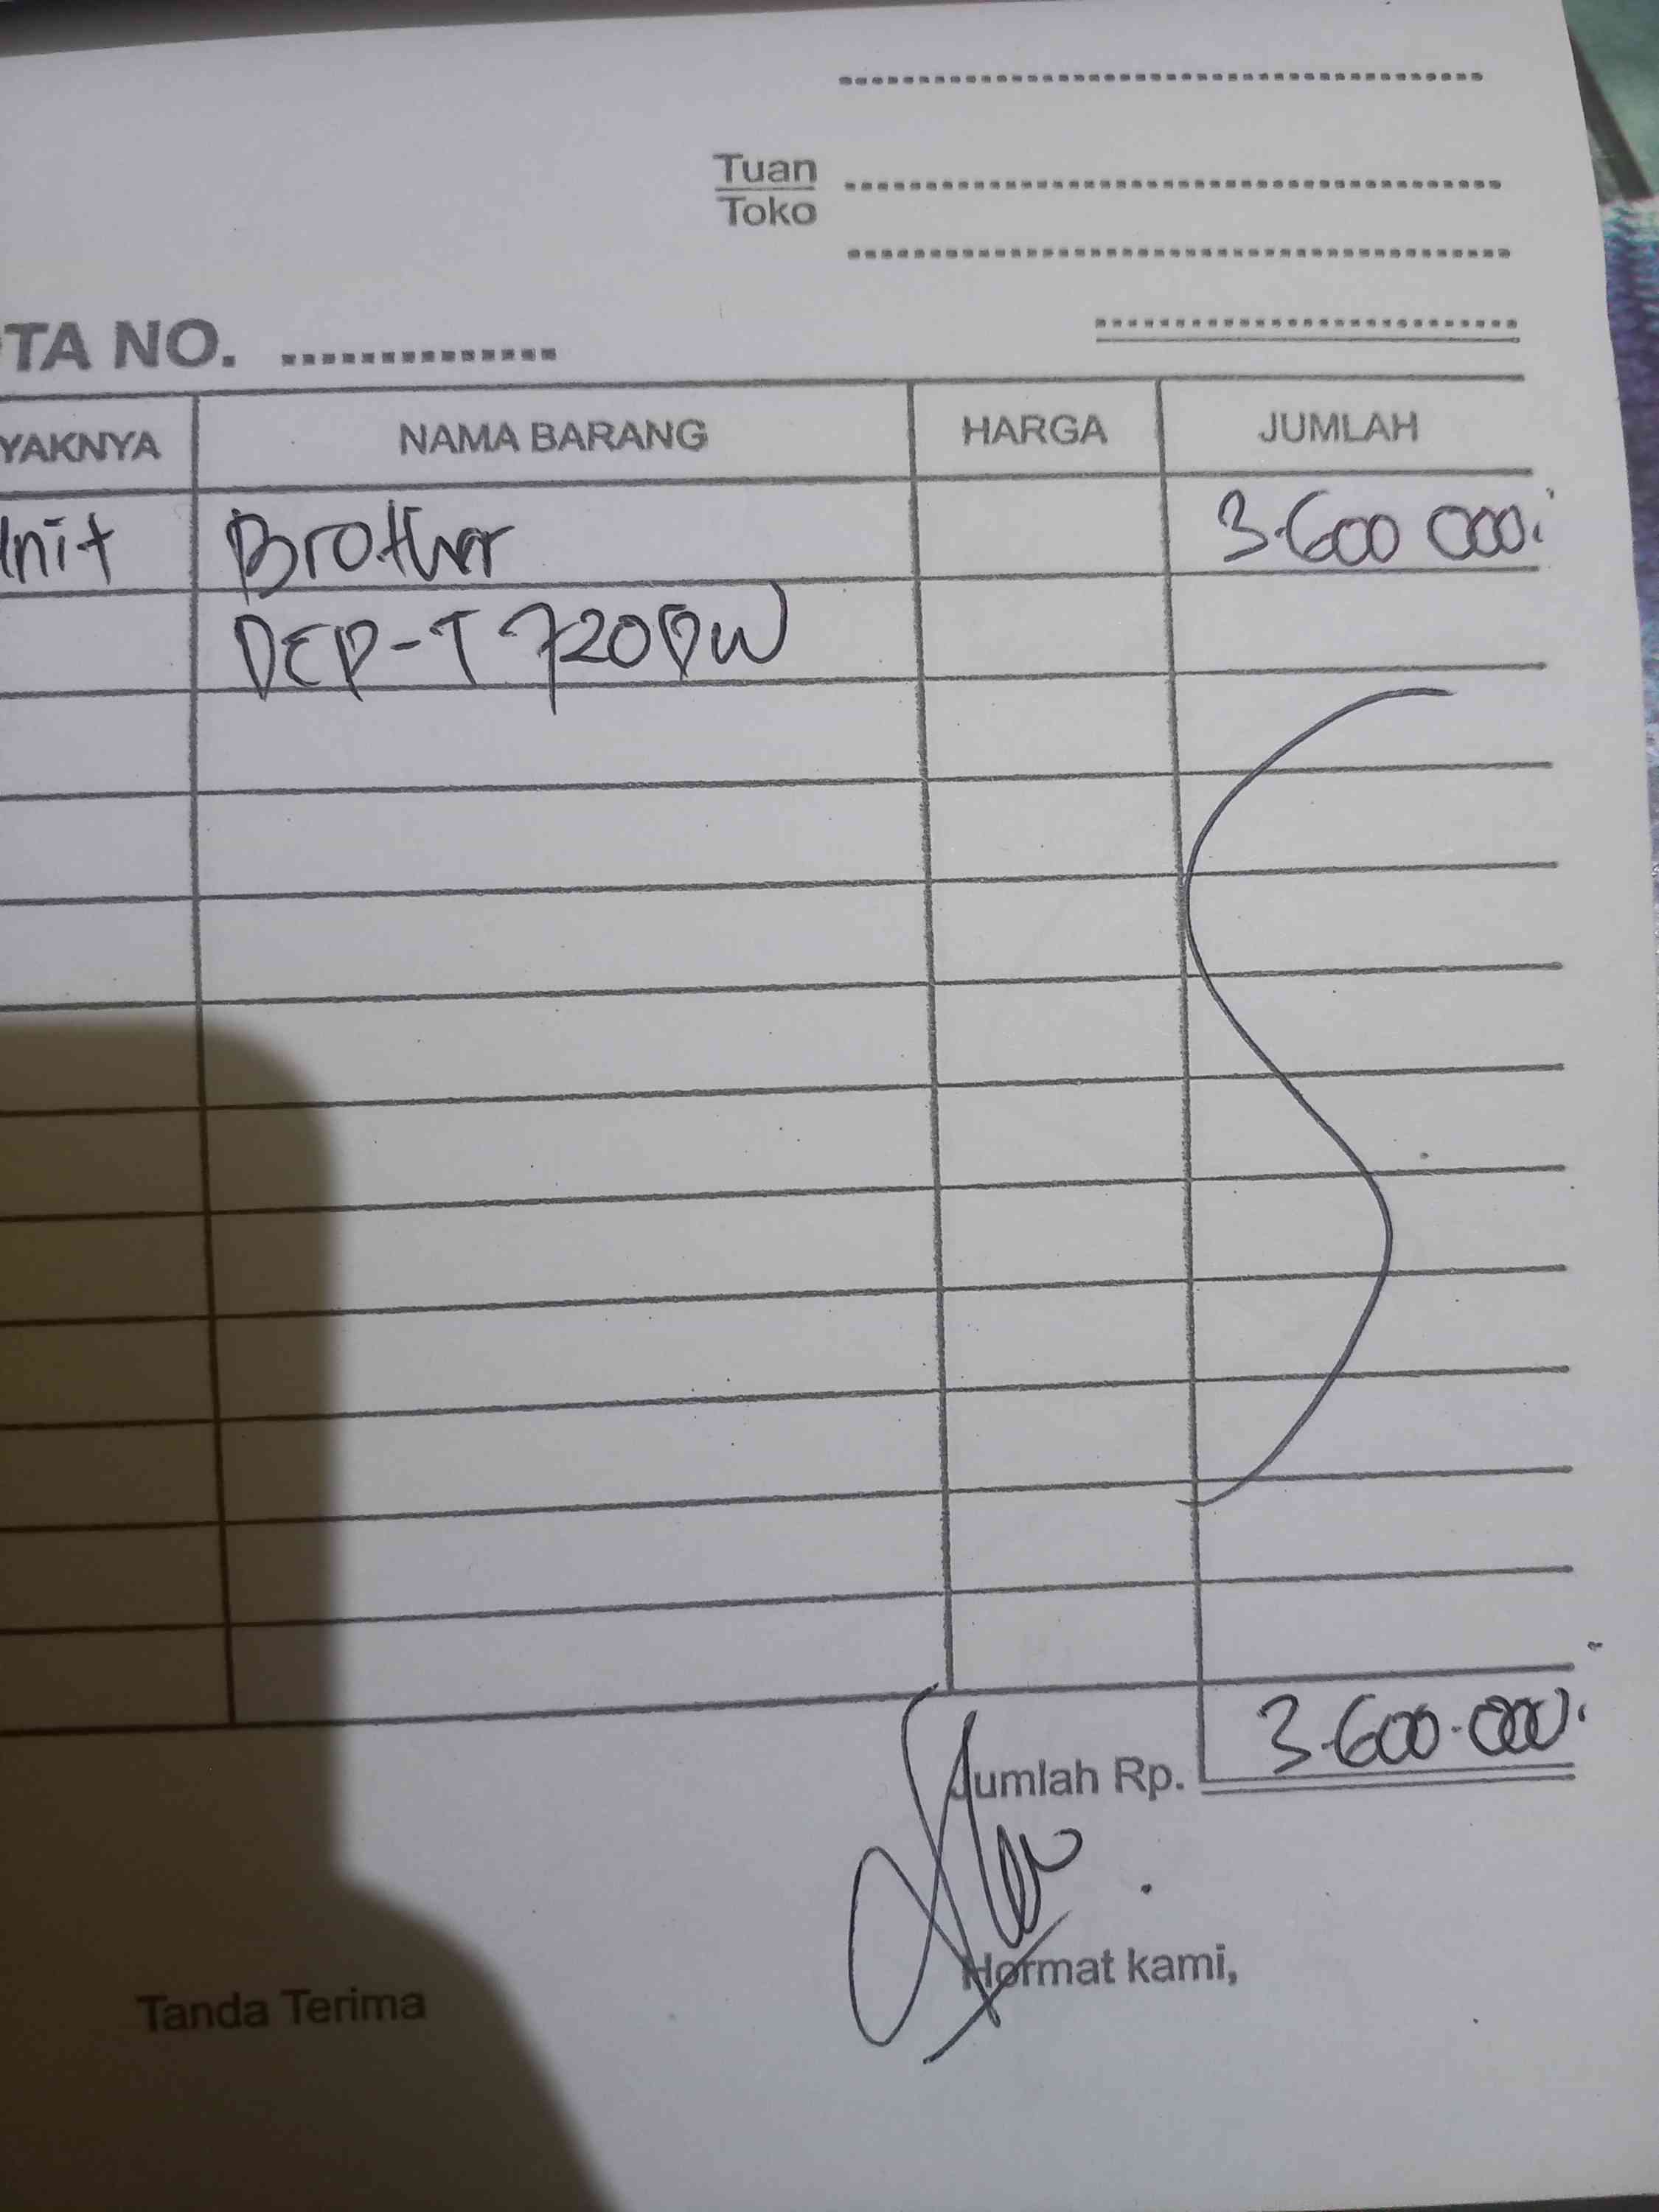 Tuan
Toko
TA NO. ..............
YAKNYA NAMA BARANG HARGA JUMLAH
Unit Brother 3.600 000.
DCP-T720DW
Jumlah Rp. 3.600.000.
Tanda Terima Hormat kami,